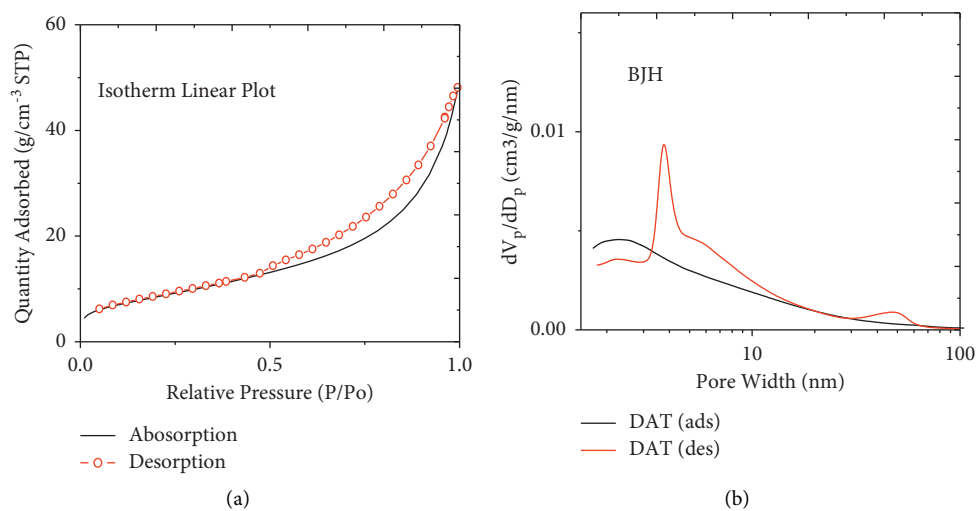 60
40
20
0
Quantity Adsorbed (g/cm⁻³ STP)
Isotherm Linear Plot
0.0
0.5
1.0
Relative Pressure (P/Po)
Abosorption
Desorption
(a)
0.01
0.00
dVₚ/dDₚ (cm3/g/nm)
BJH
10
100
Pore Width (nm)
DAT (ads)
DAT (des)
(b)